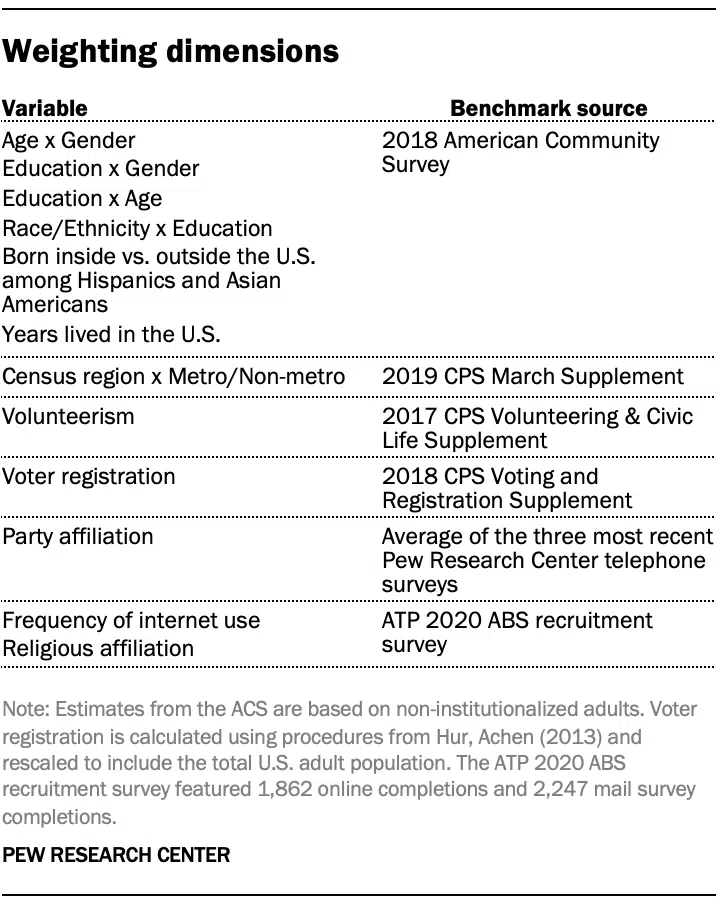 Weighting dimensions
Variable Benchmark source
Age x Gender 2018 American Community
Survey
Education x Gender
Education x Age
Race/Ethnicity x Education
Born inside vs. outside the U.S.
among Hispanics and Asian
Americans
Years lived in the U.S.
Census region x Metro/Non-metro 2019 CPS March Supplement
Volunteerism 2017 CPS Volunteering & Civic
Life Supplement
Voter registration 2018 CPS Voting and
Registration Supplement
Party affiliation Average of the three most recent
Pew Research Center telephone
surveys
Frequency of internet use ATP 2020 ABS recruitment
survey
Religious affiliation
Note: Estimates from the ACS are based on non-institutionalized adults. Voter
registration is calculated using procedures from Hur, Achen (2013) and
rescaled to include the total U.S. adult population. The ATP 2020 ABS
recruitment survey featured 1,862 online completions and 2,247 mail survey
completions.
PEW RESEARCH CENTER